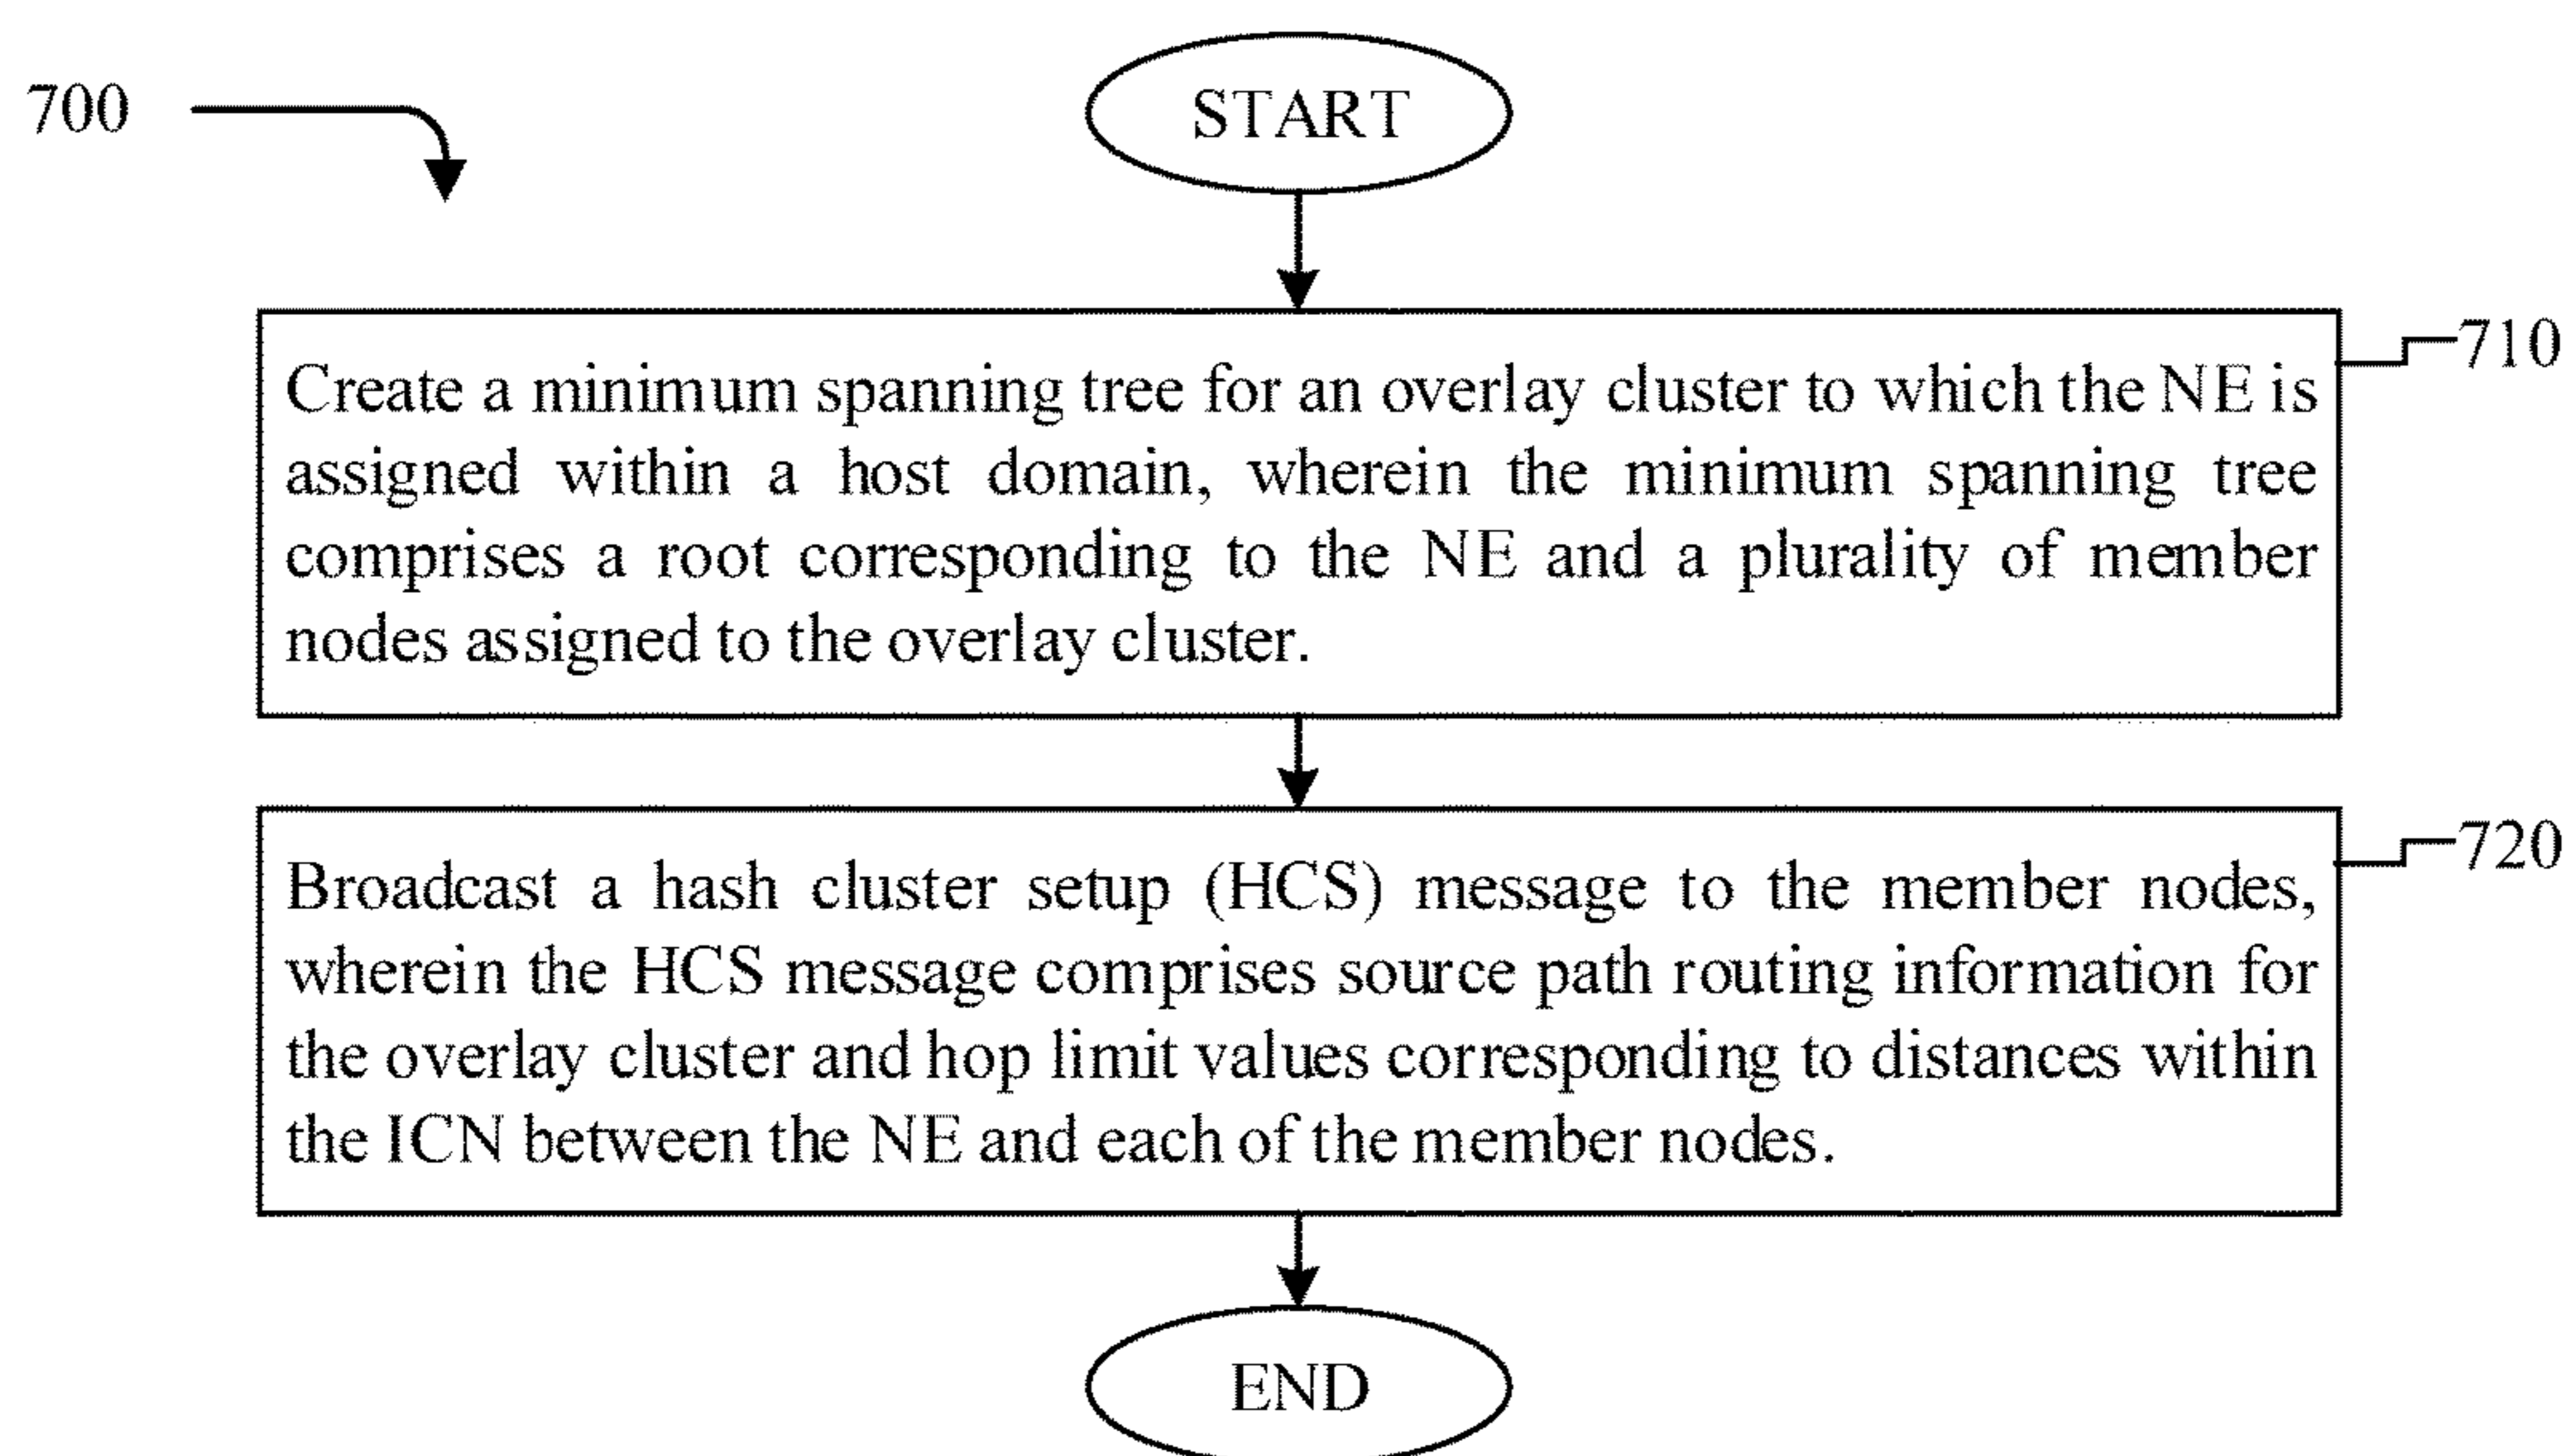 700
START
710
Create a minimum spanning tree for an overlay cluster to which the NE is
assigned within a host domain, wherein the minimum spanning tree
comprises a root corresponding to the NE and a plurality of member
nodes assigned to the overlay cluster.
720
Broadcast a hash cluster setup (HCS) message to the member nodes,
wherein the HCS message comprises source path routing information for
the overlay cluster and hop limit values corresponding to distances within
the ICN between the NE and each of the member nodes.
END